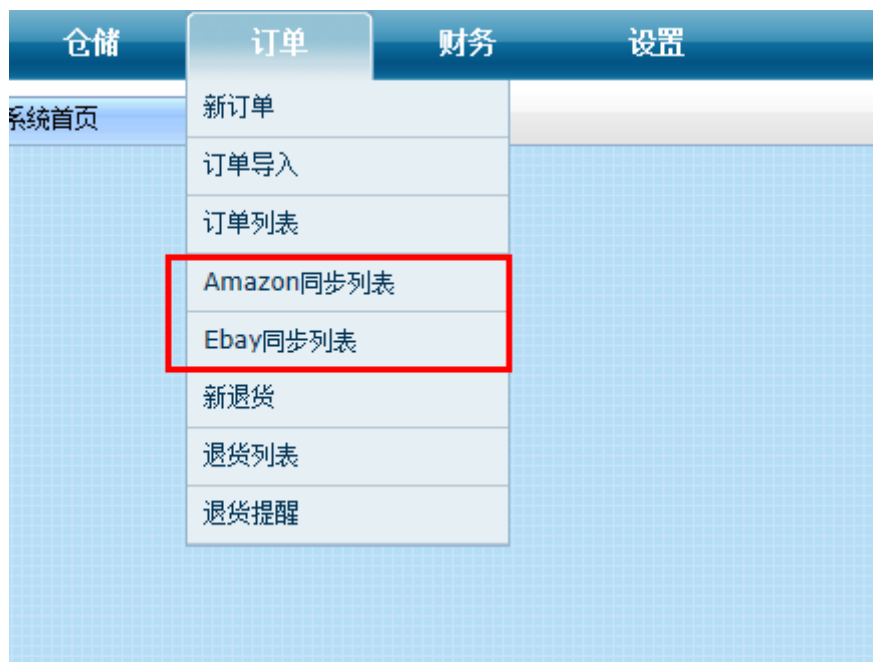 仓储 订单 财务 设置
系统首页
新订单
订单导入
订单列表
Amazon同步列表
Ebay同步列表
新退货
退货列表
退货提醒